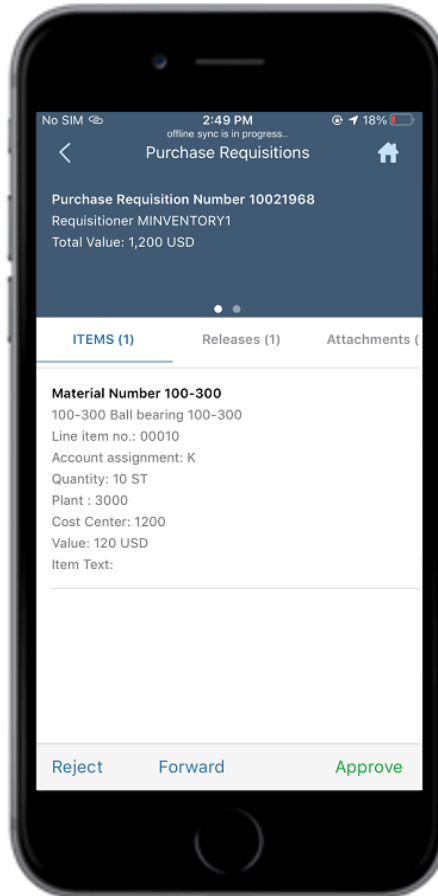 No SIM 2:49 PM 18%
offline sync is in progress..
Purchase Requisitions
Purchase Requisition Number 10021968
Requisitioner MINVENTORY1
Total Value: 1,200 USD
ITEMS (1) Releases (1) Attachments (
Material Number 100-300
100-300 Ball bearing 100-300
Line item no.: 00010
Account assignment: K
Quantity: 10 ST
Plant : 3000
Cost Center: 1200
Value: 120 USD
Item Text:
Reject Forward Approve